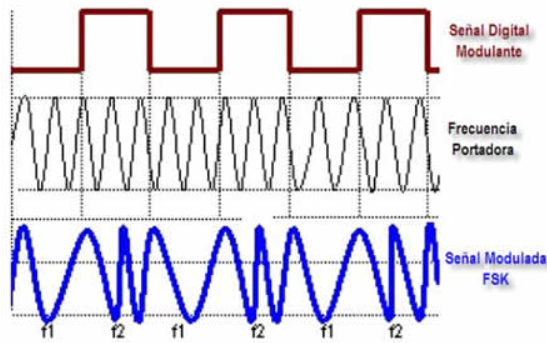 Señal Digital
Modulante
Frecuencia
Portadora
Señal Modulada
FSK
f1 f2 f1 f2 f1 f2